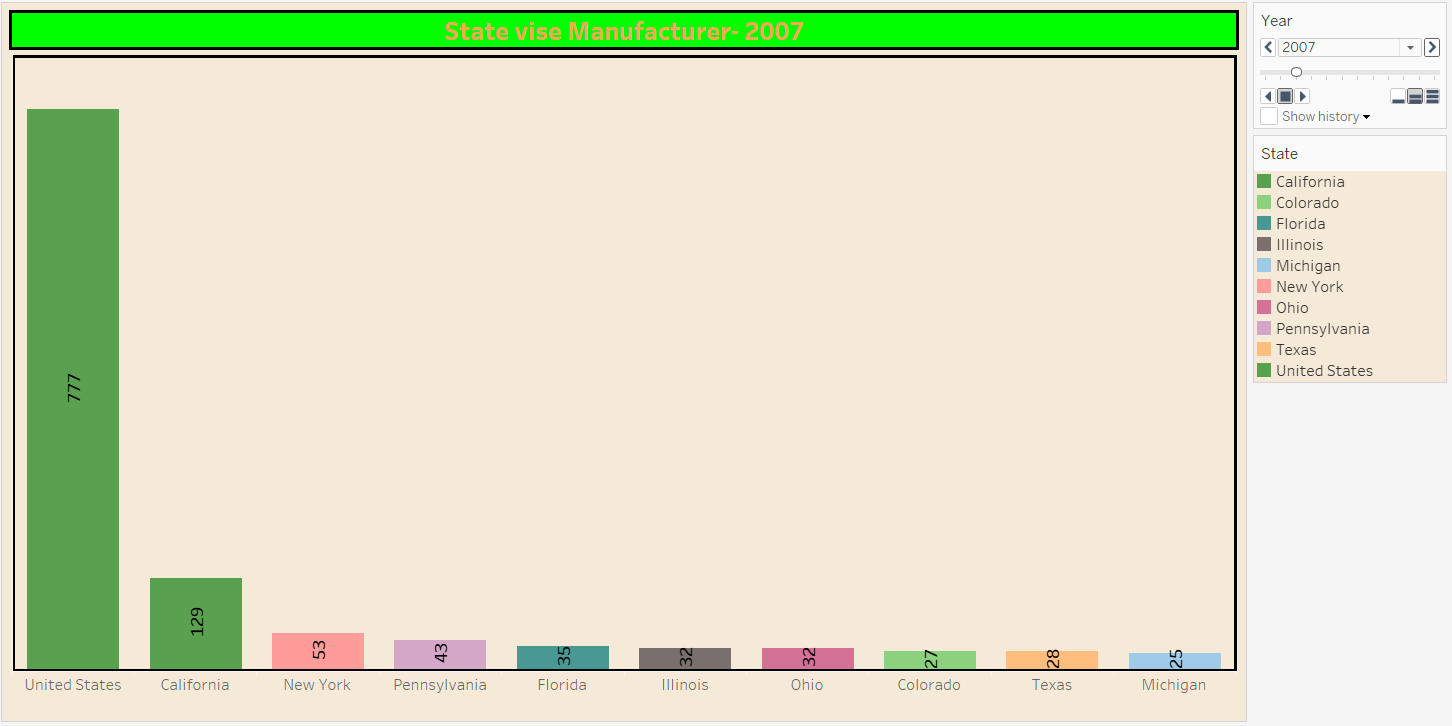 State vise Manufacturer- 2007
777
129
53
43
35
32
32
27
28
25
United States California New York Pennsylvania Florida Illinois Ohio Colorado Texas Michigan
Year
2007
Show history
State
California
Colorado
Florida
Illinois
Michigan
New York
Ohio
Pennsylvania
Texas
United States